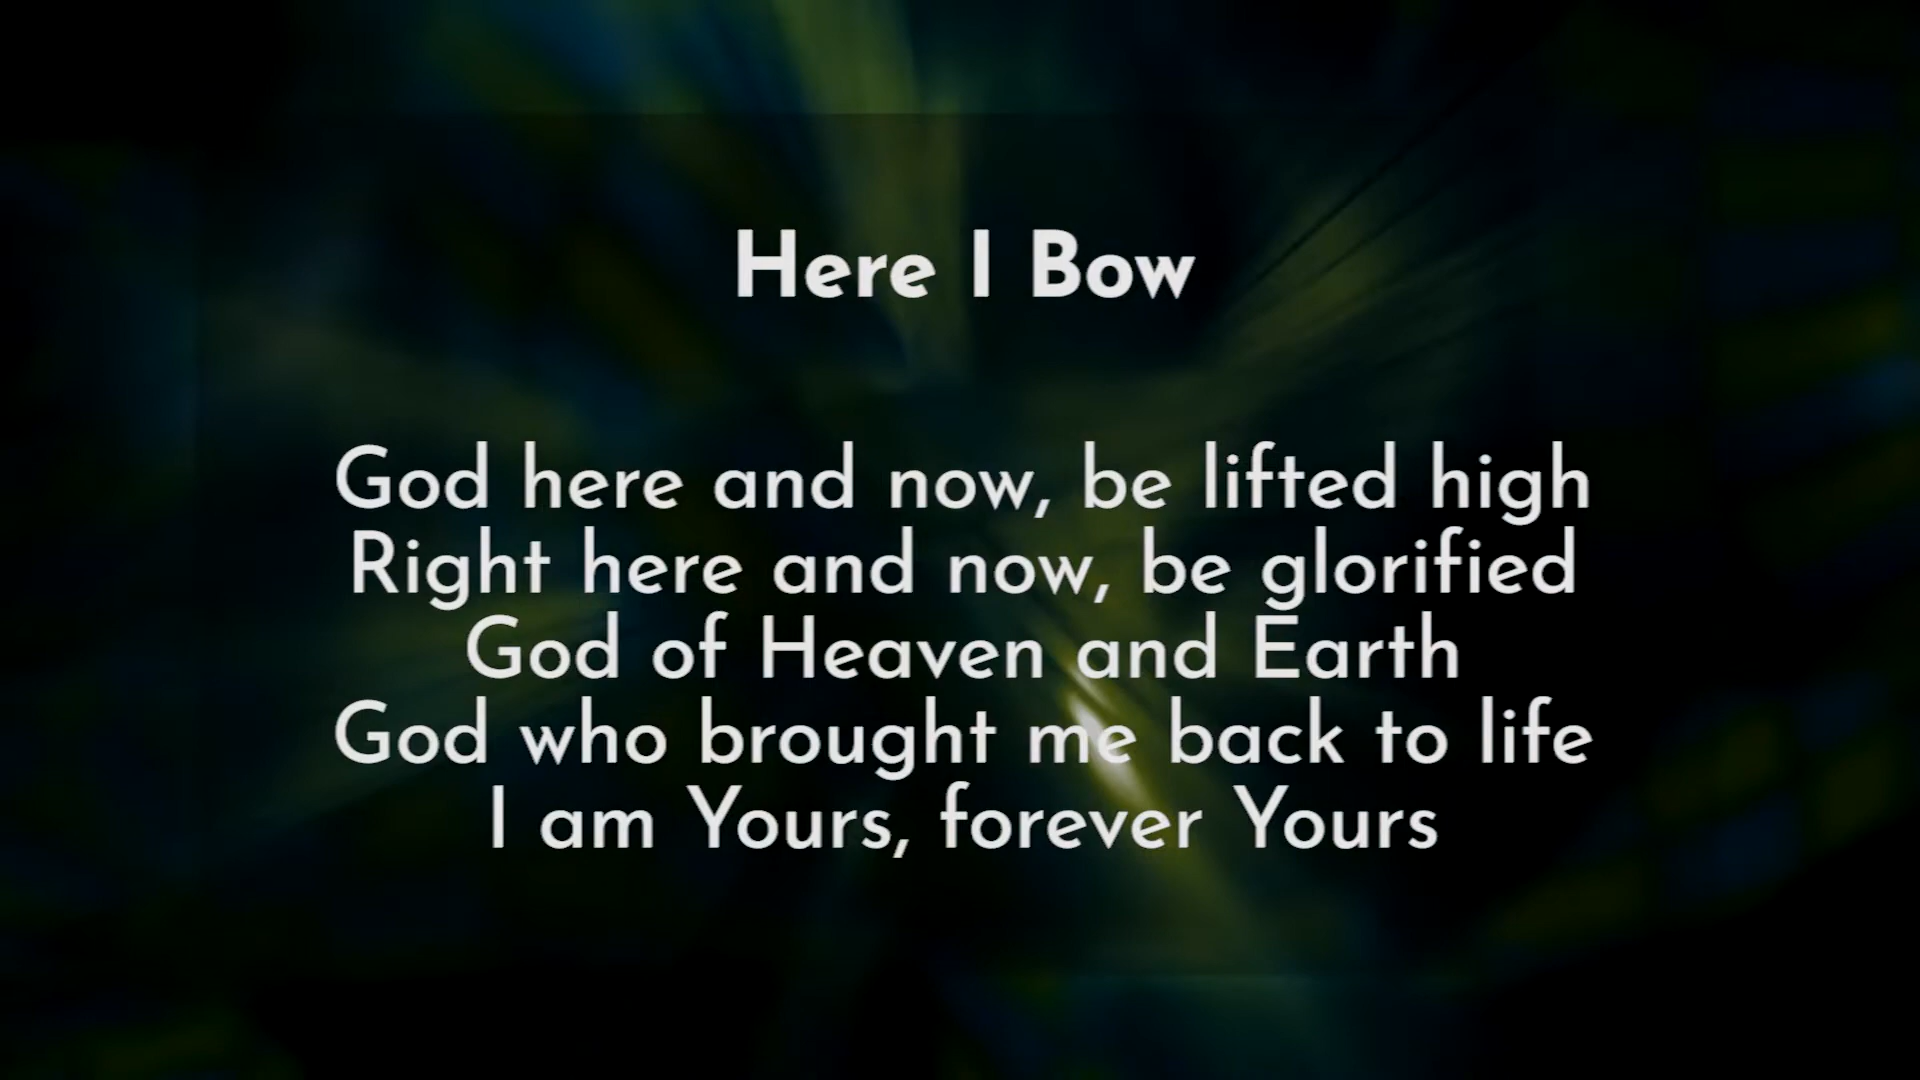 Here I Bow
God here and now, be lifted high
Right here and now, be glorified
God of Heaven and Earth
God who brought me back to life
I am Yours, forever Yours